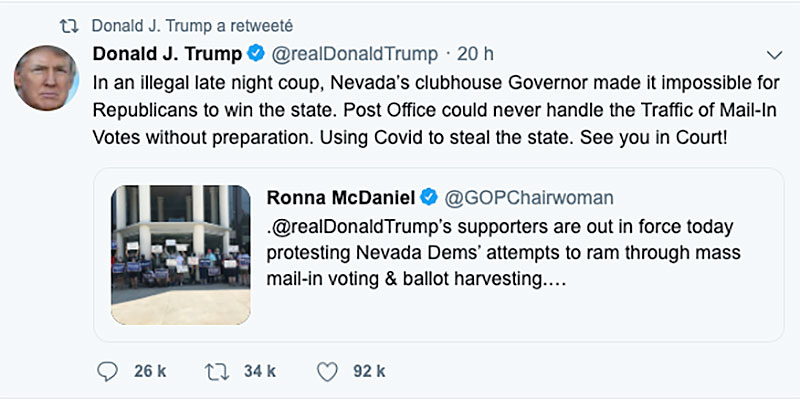 Donald J. Trump a retweeté
Donald J. Trump @realDonaldTrump · 20 h
In an illegal late night coup, Nevada's clubhouse Governor made it impossible for
Republicans to win the state. Post Office could never handle the Traffic of Mail-In
Votes without preparation. Using Covid to steal the state. See you in Court!
Ronna McDaniel @GOPChairwoman
.@realDonaldTrump's supporters are out in force today
protesting Nevada Dems' attempts to ram through mass
mail-in voting & ballot harvesting....
26 k 34 k 92 k